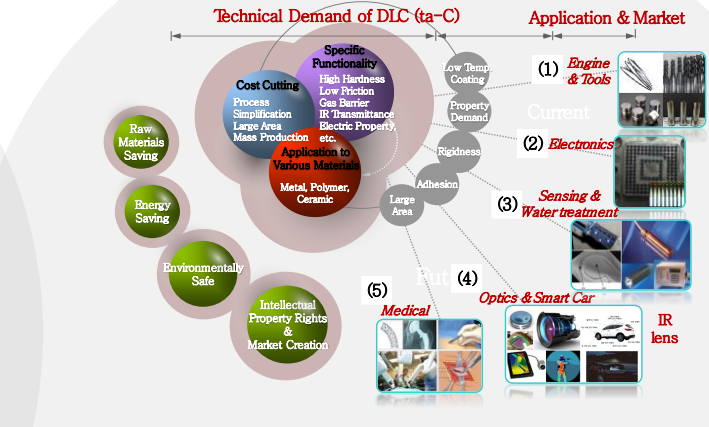 Technical Demand of DLC (ta-C)
Application & Market
Specific
Functionality
High Hardness
Low Friction
Gas Barrier
IR Transmittance
Electric Property,
etc.
Cost Cutting
Process
Simplification
Large Area
Mass Production
Application to
Various Materials
Metal, Polymer,
Ceramic
Raw
Materials
Saving
Energy
Saving
Environmentally
Safe
Intellectual
Property Rights
&
Market Creation
Low Temp.
Coating
Property
Demand
Rigidness
Adhesion
Large
Area
Current
(1) Engine
& Tools
(2) Electronics
(3) Sensing &
Water treatment
(4)
Optics & Smart Car
IR
lens
(5)
Medical